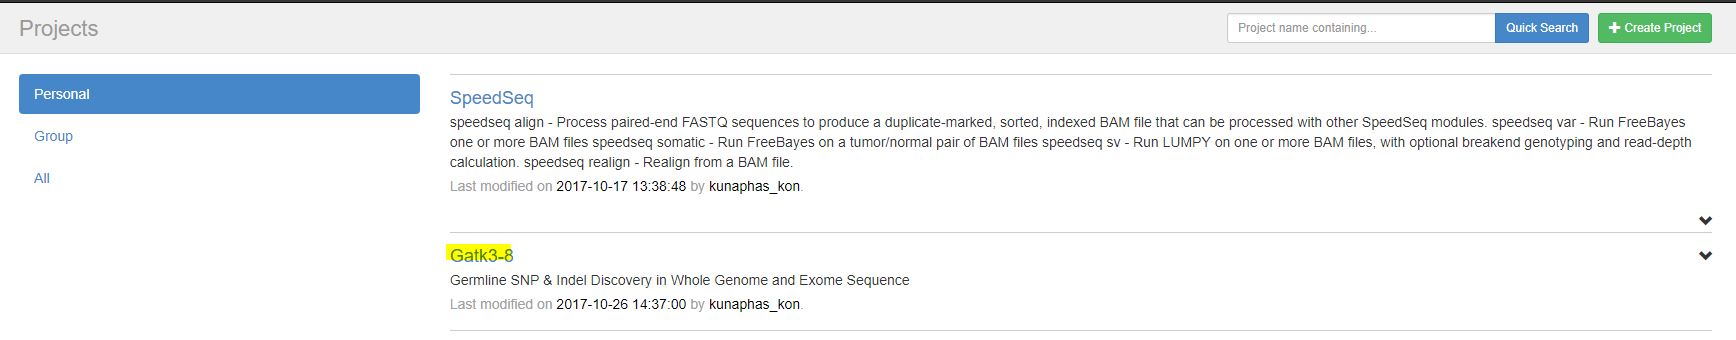 Projects
Project name containing...
Quick Search
Create Project
Personal
Group
All
SpeedSeq
speedseq align - Process paired-end FASTQ sequences to produce a duplicate-marked, sorted, indexed BAM file that can be processed with other SpeedSeq modules. speedseq var - Run FreeBayes
one or more BAM files speedseq somatic - Run FreeBayes on a tumor/normal pair of BAM files speedseq sv - Run LUMPY on one or more BAM files, with optional breakend genotyping and read-depth
calculation. speedseq realign - Realign from a BAM file.
Last modified on 2017-10-17 13:38:48 by kunaphas_kon.
Gatk3-8
Germline SNP & Indel Discovery in Whole Genome and Exome Sequence
Last modified on 2017-10-26 14:37:00 by kunaphas_kon.